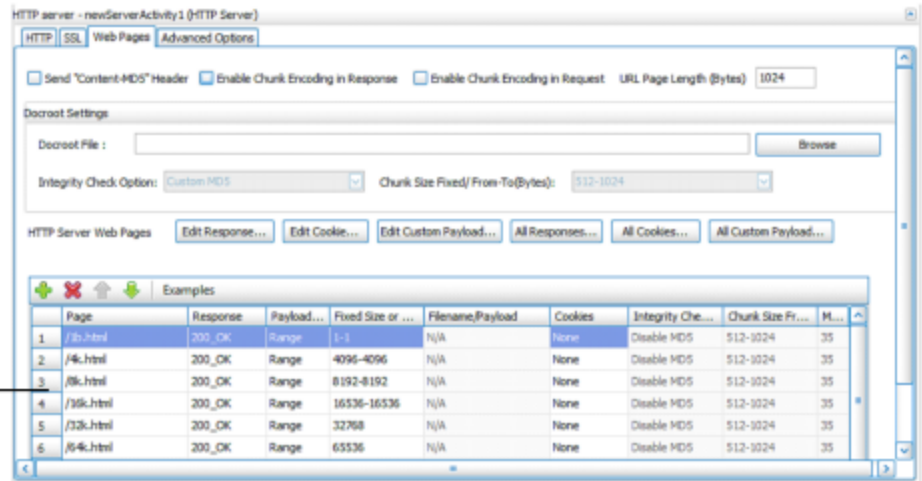 HTTP server - newServerActivity1 (HTTP Server)
HTTP SSL Web Pages Advanced Options
Send "Content-MD5" Header Enable Chunk Encoding in Response Enable Chunk Encoding in Request URL Page Length (Bytes) 1024
Docroot Settings
Docroot File : Browse
Integrity Check Option: Custom MD5 Chunk Size Fixed/ From-To(Bytes): 512-1024
HTTP Server Web Pages Edit Response... Edit Cookie... Edit Custom Payload... All Responses... All Cookies... All Custom Payload...
Examples
Page Response Payload... Fixed Size or ... Filename/Payload Cookies Integrity Che... Chunk Size Fr... M...
1 /1b.html 200_OK Range 1-1 N/A None Disable MD5 512-1024 35
2 /4k.html 200_OK Range 4096-4096 N/A None Disable MD5 512-1024 35
3 /8k.html 200_OK Range 8192-8192 N/A None Disable MD5 512-1024 35
4 /16k.html 200_OK Range 16536-16536 N/A None Disable MD5 512-1024 35
5 /32k.html 200_OK Range 32768 N/A None Disable MD5 512-1024 35
6 /64k.html 200_OK Range 65536 N/A None Disable MD5 512-1024 35